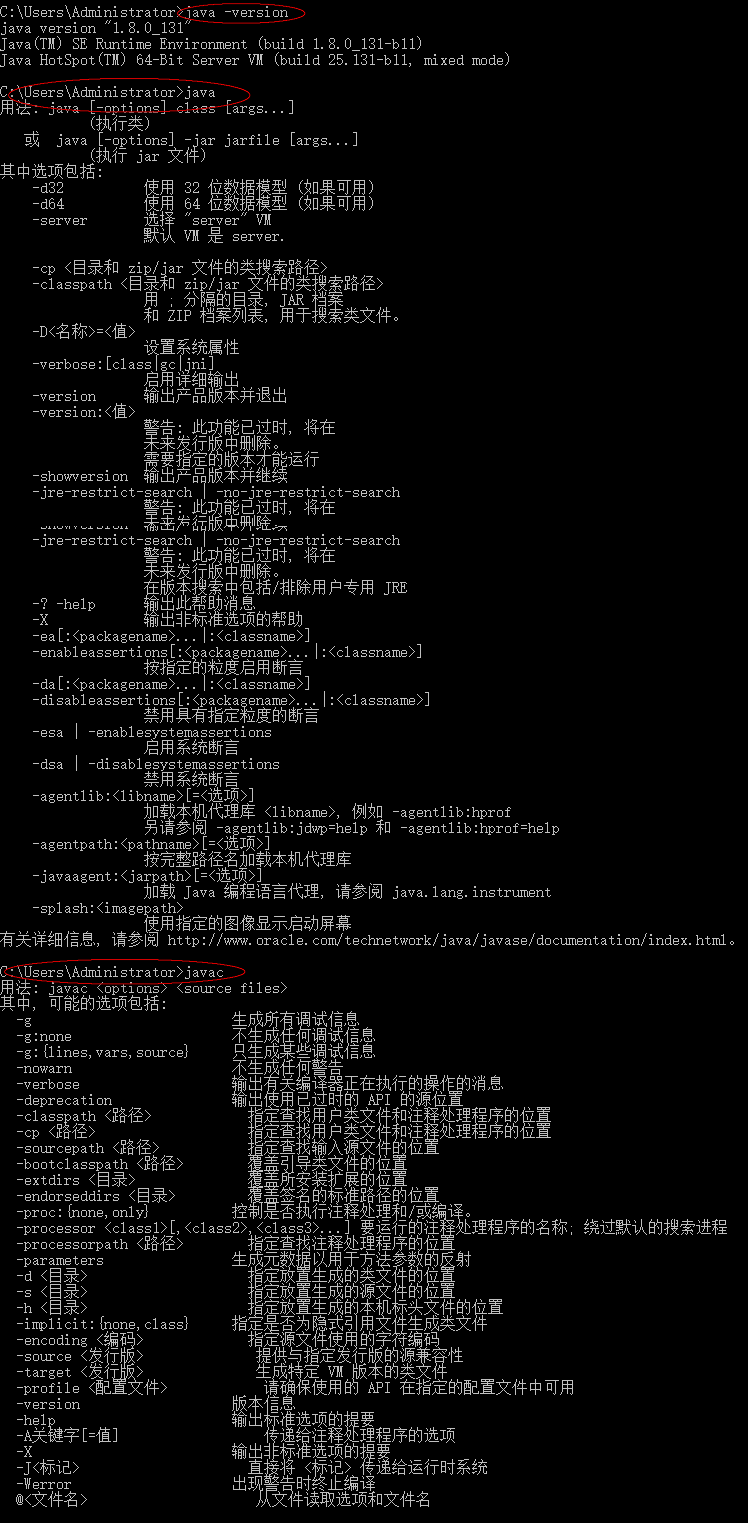 C:\Users\Administrator>java -version
java version "1.8.0_131"
Java(TM) SE Runtime Environment (build 1.8.0_131-b11)
Java HotSpot(TM) 64-Bit Server VM (build 25.131-b11, mixed mode)
C:\Users\Administrator>java
用法: java [-options] class [args...]
(执行类)
或 java [-options] -jar jarfile [args...]
(执行 jar 文件)
其中选项包括:
-d32 使用 32 位数据模型 (如果可用)
-d64 使用 64 位数据模型 (如果可用)
-server 选择 "server" VM
默认 VM 是 server.
-cp <目录和 zip/jar 文件的类搜索路径>
-classpath <目录和 zip/jar 文件的类搜索路径>
用 ; 分隔的目录, JAR 档案
和 ZIP 档案列表, 用于搜索类文件。
-D<名称>=<值>
设置系统属性
-verbose:[class|gc|jni]
启用详细输出
-version 输出产品版本并退出
-version:<值>
警告: 此功能已过时, 将在
未来发行版中删除。
需要指定的版本才能运行
-showversion 输出产品版本并继续
-jre-restrict-search | -no-jre-restrict-search
警告: 此功能已过时, 将在
-jre-restrict-search | -no-jre-restrict-search
警告: 此功能已过时, 将在
未来发行版中删除。
在版本搜索中包括/排除用户专用 JRE
-? -help 输出此帮助消息
-X 输出非标准选项的帮助
-ea[:<packagename>...|:<classname>]
-enableassertions[:<packagename>...|:<classname>]
按指定的粒度启用断言
-da[:<packagename>...|:<classname>]
-disableassertions[:<packagename>...|:<classname>]
禁用具有指定粒度的断言
-esa | -enablesystemassertions
启用系统断言
-dsa | -disablesystemassertions
禁用系统断言
-agentlib:<libname>[=<选项>]
加载本机代理库 <libname>, 例如 -agentlib:hprof
另请参阅 -agentlib:jdwp=help 和 -agentlib:hprof=help
-agentpath:<pathname>[=<选项>]
按完整路径名加载本机代理库
-javaagent:<jarpath>[=<选项>]
加载 Java 编程语言代理, 请参阅 java.lang.instrument
-splash:<imagepath>
使用指定的图像显示启动屏幕
有关详细信息, 请参阅 http://www.oracle.com/technetwork/java/javase/documentation/index.html。
C:\Users\Administrator>javac
用法: javac <options> <source files>
其中, 可能的选项包括:
-g 生成所有调试信息
-g:none 不生成任何调试信息
-g:{lines,vars,source} 只生成某些调试信息
-nowarn 不生成任何警告
-verbose 输出有关编译器正在执行的操作的消息
-deprecation 输出使用已过时的 API 的源位置
-classpath <路径> 指定查找用户类文件和注释处理程序的位置
-cp <路径> 指定查找用户类文件和注释处理程序的位置
-sourcepath <路径> 指定查找输入源文件的位置
-bootclasspath <路径> 覆盖引导类文件的位置
-extdirs <目录> 覆盖所安装扩展的位置
-endorseddirs <目录> 覆盖签名的标准路径的位置
-proc:{none,only} 控制是否执行注释处理和/或编译。
-processor <class1>[,<class2>,<class3>...] 要运行的注释处理程序的名称; 绕过默认的搜索进程
-processorpath <路径> 指定查找注释处理程序的位置
-parameters 生成元数据以用于方法参数的反射
-d <目录> 指定放置生成的类文件的位置
-s <目录> 指定放置生成的源文件的位置
-h <目录> 指定放置生成的本机标头文件的位置
-implicit:{none,class} 指定是否为隐式引用文件生成类文件
-encoding <编码> 指定源文件使用的字符编码
-source <发行版> 提供与指定发行版的源兼容性
-target <发行版> 生成特定 VM 版本的类文件
-profile <配置文件> 请确保使用的 API 在指定的配置文件中可用
-version 版本信息
-help 输出标准选项的提要
-A关键字[=值] 传递给注释处理程序的选项
-X 输出非标准选项的提要
-J<标记> 直接将 <标记> 传递给运行时系统
-Werror 出现警告时终止编译
@<文件名> 从文件读取选项和文件名